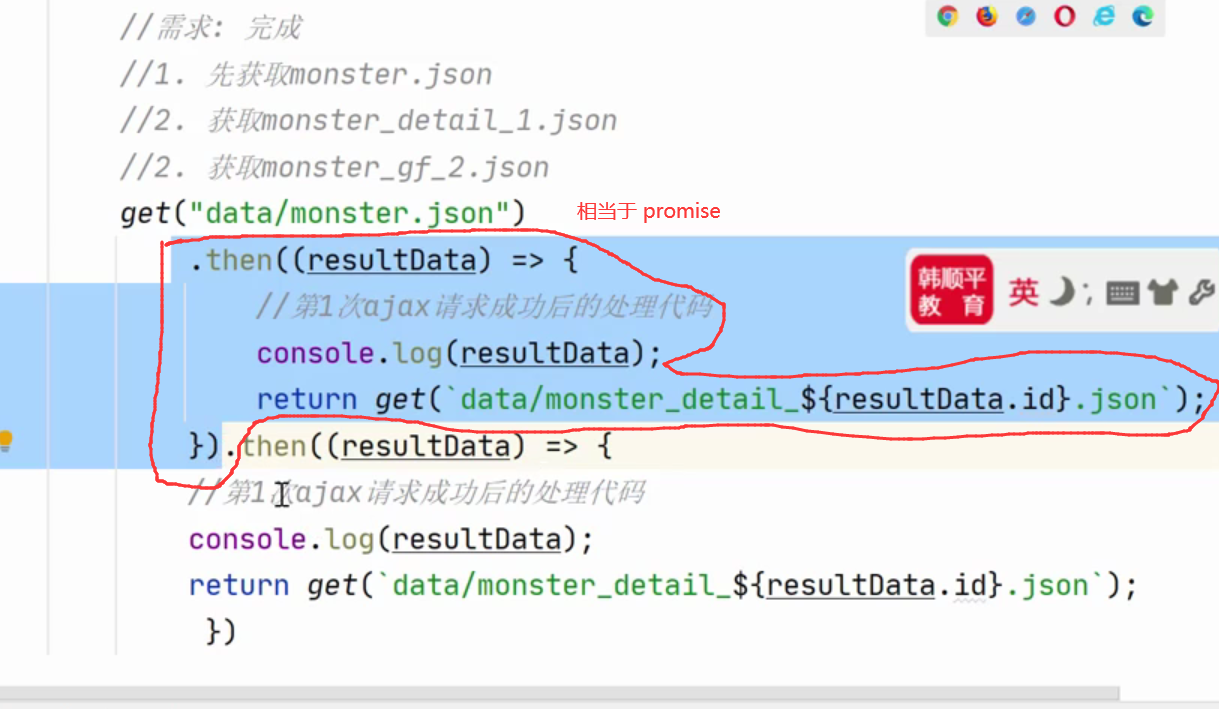 //需求: 完成
//1. 先获取monster.json
//2. 获取monster_detail_1.json
//2. 获取monster_gf_2.json
get("data/monster.json")
相当于 promise
.then((resultData) => {
//第1次ajax请求成功后的处理代码
console.log(resultData);
return get(`data/monster_detail_${resultData.id}.json`);
}).then((resultData) => {
//第1次ajax请求成功后的处理代码
console.log(resultData);
return get(`data/monster_detail_${resultData.id}.json`);
})
韩顺平
教 育
英 ;